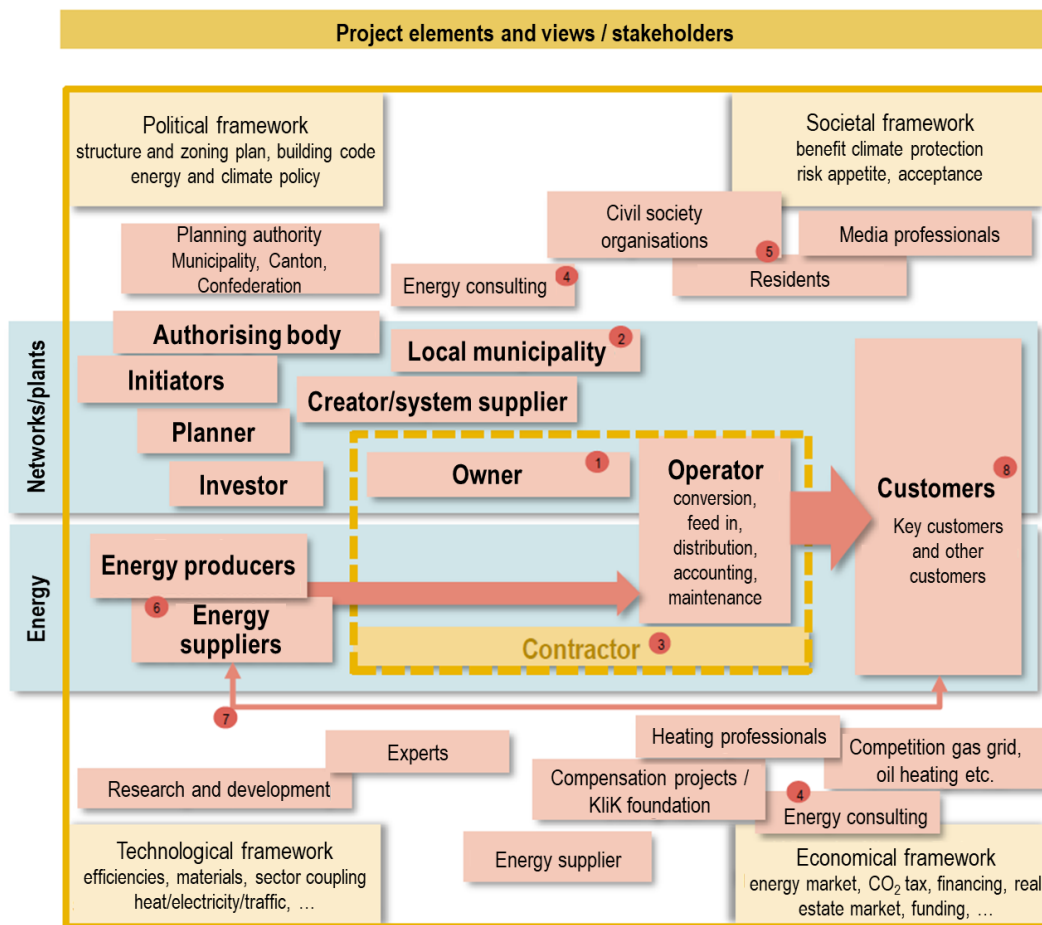 Project elements and views / stakeholders
Political framework
structure and zoning plan, building code
energy and climate policy
Societal framework
benefit climate protection
risk appetite, acceptance
Planning authority
Municipality, Canton,
Confederation
Civil society
organisations
5
Media professionals
Residents
Energy consulting
4
Networks/plants
Authorising body
Initiators
Planner
Investor
Local municipality
2
Creator/system supplier
Owner
1
Operator
conversion,
feed in,
distribution,
accounting,
maintenance
Customers
8
Key customers
and other
customers
Energy
Energy producers
6
Energy
suppliers
Contractor
3
7
Experts
Research and development
Heating professionals
Competition gas grid,
oil heating etc.
Compensation projects /
KliK foundation
4
Energy consulting
Energy supplier
Technological framework
efficiencies, materials, sector coupling
heat/electricity/traffic, …
Economical framework
energy market, CO₂ tax, financing, real
estate market, funding, …